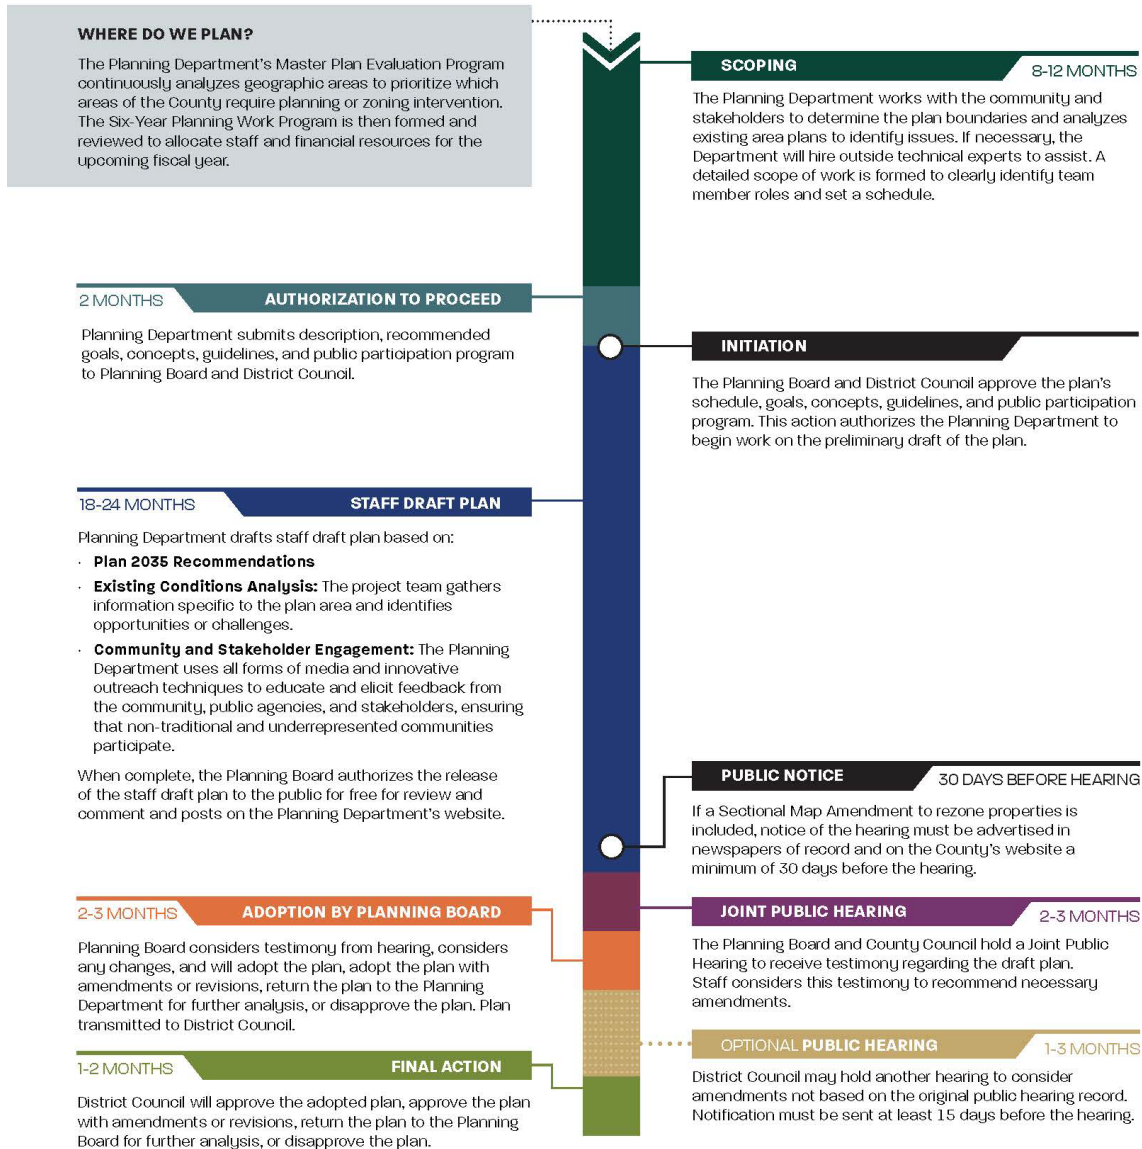 WHERE DO WE PLAN?
The Planning Department's Master Plan Evaluation Program
continuously analyzes geographic areas to prioritize which
areas of the County require planning or zoning intervention.
The Six-Year Planning Work Program is then formed and
reviewed to allocate staff and financial resources for the
upcoming fiscal year.
SCOPING
8-12 MONTHS
The Planning Department works with the community and
stakeholders to determine the plan boundaries and analyzes
existing area plans to identify issues. If necessary, the
Department will hire outside technical experts to assist. A
detailed scope of work is formed to clearly identify team
member roles and set a schedule.
2 MONTHS
AUTHORIZATION TO PROCEED
Planning Department submits description, recommended
goals, concepts, guidelines, and public participation program
to Planning Board and District Council.
INITIATION
The Planning Board and District Council approve the plan's
schedule, goals, concepts, guidelines, and public participation
program. This action authorizes the Planning Department to
begin work on the preliminary draft of the plan.
18-24 MONTHS
STAFF DRAFT PLAN
Planning Department drafts staff draft plan based on:
· Plan 2035 Recommendations
· Existing Conditions Analysis: The project team gathers
information specific to the plan area and identifies
opportunities or challenges.
· Community and Stakeholder Engagement: The Planning
Department uses all forms of media and innovative
outreach techniques to educate and elicit feedback from
the community, public agencies, and stakeholders, ensuring
that non-traditional and underrepresented communities
participate.
When complete, the Planning Board authorizes the release
of the staff draft plan to the public for free for review and
comment and posts on the Planning Department's website.
PUBLIC NOTICE
30 DAYS BEFORE HEARING
If a Sectional Map Amendment to rezone properties is
included, notice of the hearing must be advertised in
newspapers of record and on the County's website a
minimum of 30 days before the hearing.
JOINT PUBLIC HEARING
2-3 MONTHS
The Planning Board and County Council hold a Joint Public
Hearing to receive testimony regarding the draft plan.
Staff considers this testimony to recommend necessary
amendments.
2-3 MONTHS
ADOPTION BY PLANNING BOARD
Planning Board considers testimony from hearing, considers
any changes, and will adopt the plan, adopt the plan with
amendments or revisions, return the plan to the Planning
Department for further analysis, or disapprove the plan. Plan
transmitted to District Council.
OPTIONAL PUBLIC HEARING
1-3 MONTHS
District Council may hold another hearing to consider
amendments not based on the original public hearing record.
Notification must be sent at least 15 days before the hearing.
1-2 MONTHS
FINAL ACTION
District Council will approve the adopted plan, approve the plan
with amendments or revisions, return the plan to the Planning
Board for further analysis, or disapprove the plan.